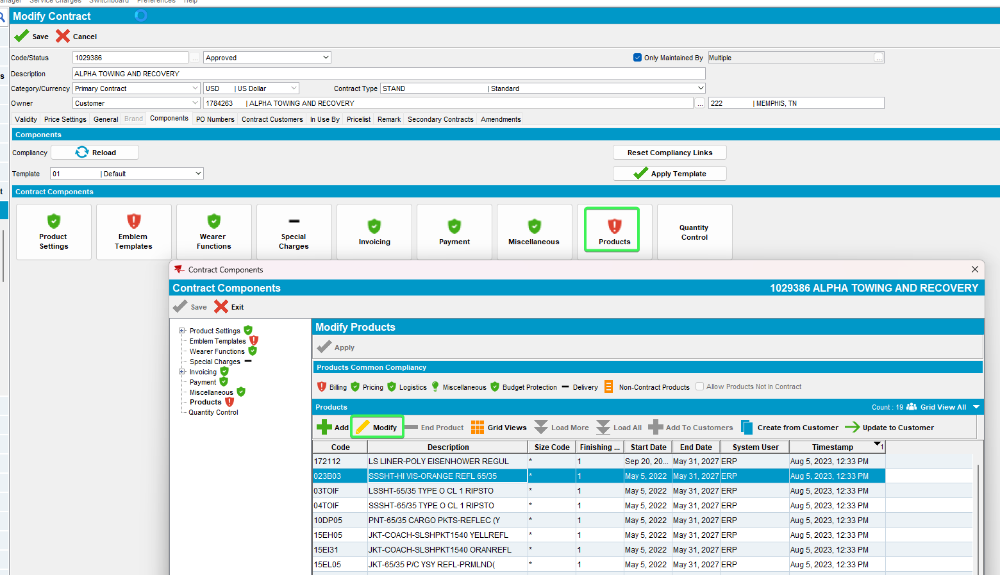 Service Charges Switchboard Preferences Help
Modify Contract
Save Cancel
Code/Status 1029386 ... Approved Only Maintained By Multiple ...
Description ALPHA TOWING AND RECOVERY
Category/Currency Primary Contract USD | US Dollar Contract Type STAND | Standard
Owner Customer 1784263 | ALPHA TOWING AND RECOVERY ... 222 | MEMPHIS, TN
Validity Price Settings General Brand Components PO Numbers Contract Customers In Use By Pricelist Remark Secondary Contracts Amendments
Components
Compliancy Reload Reset Compliancy Links
Template 01 | Default Apply Template
Contract Components
Product Settings
Emblem Templates
Wearer Functions
Special Charges
Invoicing
Payment
Miscellaneous
Products
Quantity Control
Contract Components
Contract Components 1029386 ALPHA TOWING AND RECOVERY
Save Exit
Product Settings
Emblem Templates
Wearer Functions
Special Charges
Invoicing
Payment
Miscellaneous
Products
Quantity Control
Modify Products
Apply
Products Common Compliancy
Billing Pricing Logistics Miscellaneous Budget Protection Delivery Non-Contract Products Allow Products Not In Contract
Products Count : 19 Grid View All
Add Modify End Product Grid Views Load More Load All Add To Customers Create from Customer Update to Customer
Code Description Size Code Finishing ... Start Date End Date System User Timestamp 1
172112 LS LINER-POLY EISENHOWER REGUL * 1 Sep 20, 20... May 31, 2027 ERP Aug 5, 2023, 12:33 PM
023B03 SSSHT-HI VIS-ORANGE REFL 65/35 * 1 May 5, 2022 May 31, 2027 ERP Aug 5, 2023, 12:33 PM
03TOIF LSSHT-65/35 TYPE O CL 1 RIPSTO * 1 May 5, 2022 May 31, 2027 ERP Aug 5, 2023, 12:33 PM
04TOIF SSSHT-65/35 TYPE O CL 1 RIPSTO * 1 May 5, 2022 May 31, 2027 ERP Aug 5, 2023, 12:33 PM
10DP05 PNT-65/35 CARGO PKTS-REFLEC (Y * 1 May 5, 2022 May 31, 2027 ERP Aug 5, 2023, 12:33 PM
15EH05 JKT-COACH-SLSHPKT1540 YELLREFL * 1 May 5, 2022 May 31, 2027 ERP Aug 5, 2023, 12:33 PM
15EI31 JKT-COACH-SLSHPKT1540 ORANREFL * 1 May 5, 2022 May 31, 2027 ERP Aug 5, 2023, 12:33 PM
15EL05 JKT-65/35 P/C YSY REFL-PRMLND( * 1 May 5, 2022 May 31, 2027 ERP Aug 5, 2023, 12:33 PM